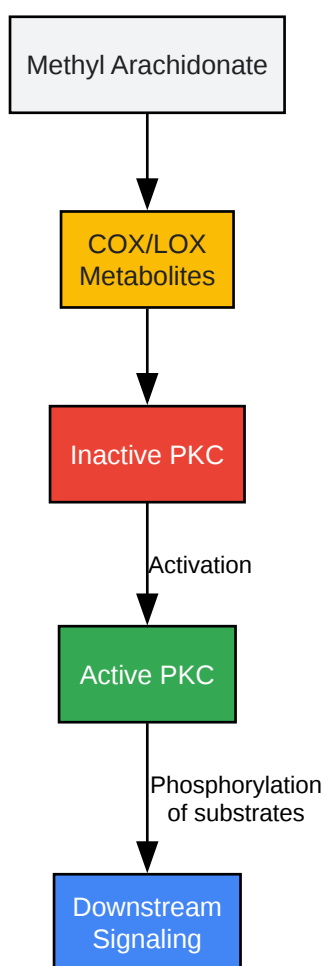 Methyl Arachidonate
COX/LOX
Metabolites
Inactive PKC
Activation
Active PKC
Phosphorylation
of substrates
Downstream
Signaling